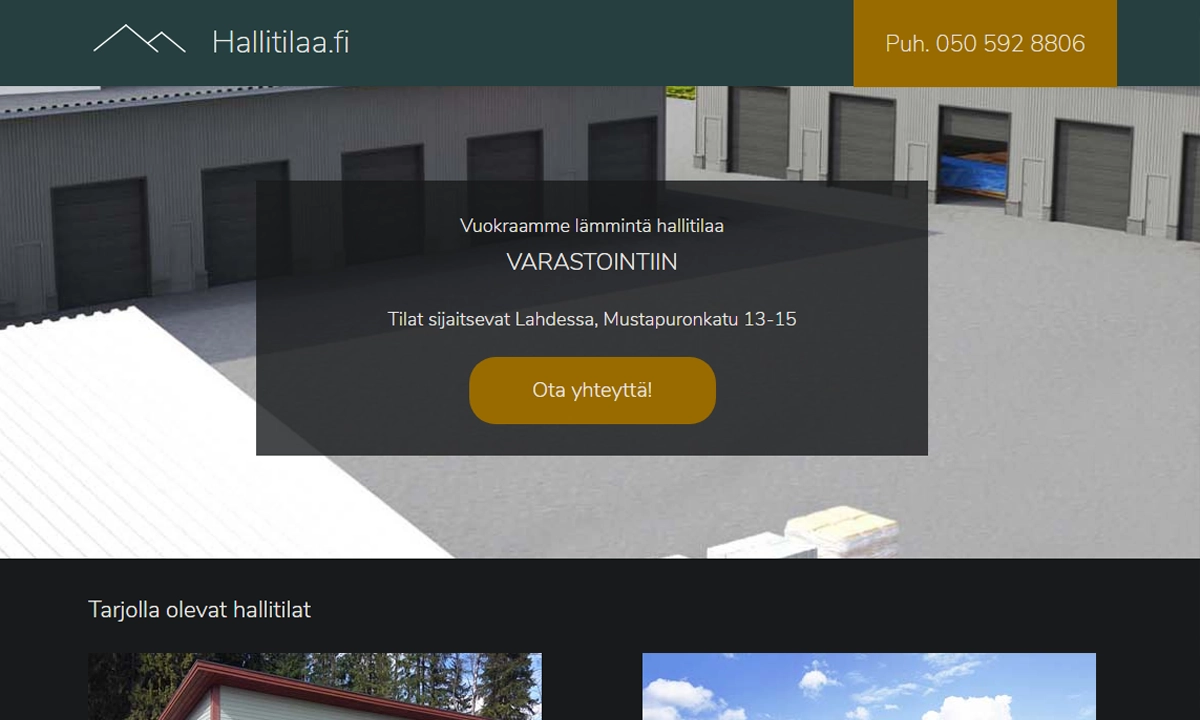 Hallitilaa.fi
Puh. 050 592 8806
Vuokraamme lämmintä hallitilaa
VARASTOINTIIN
Tilat sijaitsevat Lahdessa, Mustapuronkatu 13-15
Ota yhteyttä!
Tarjolla olevat hallitilat